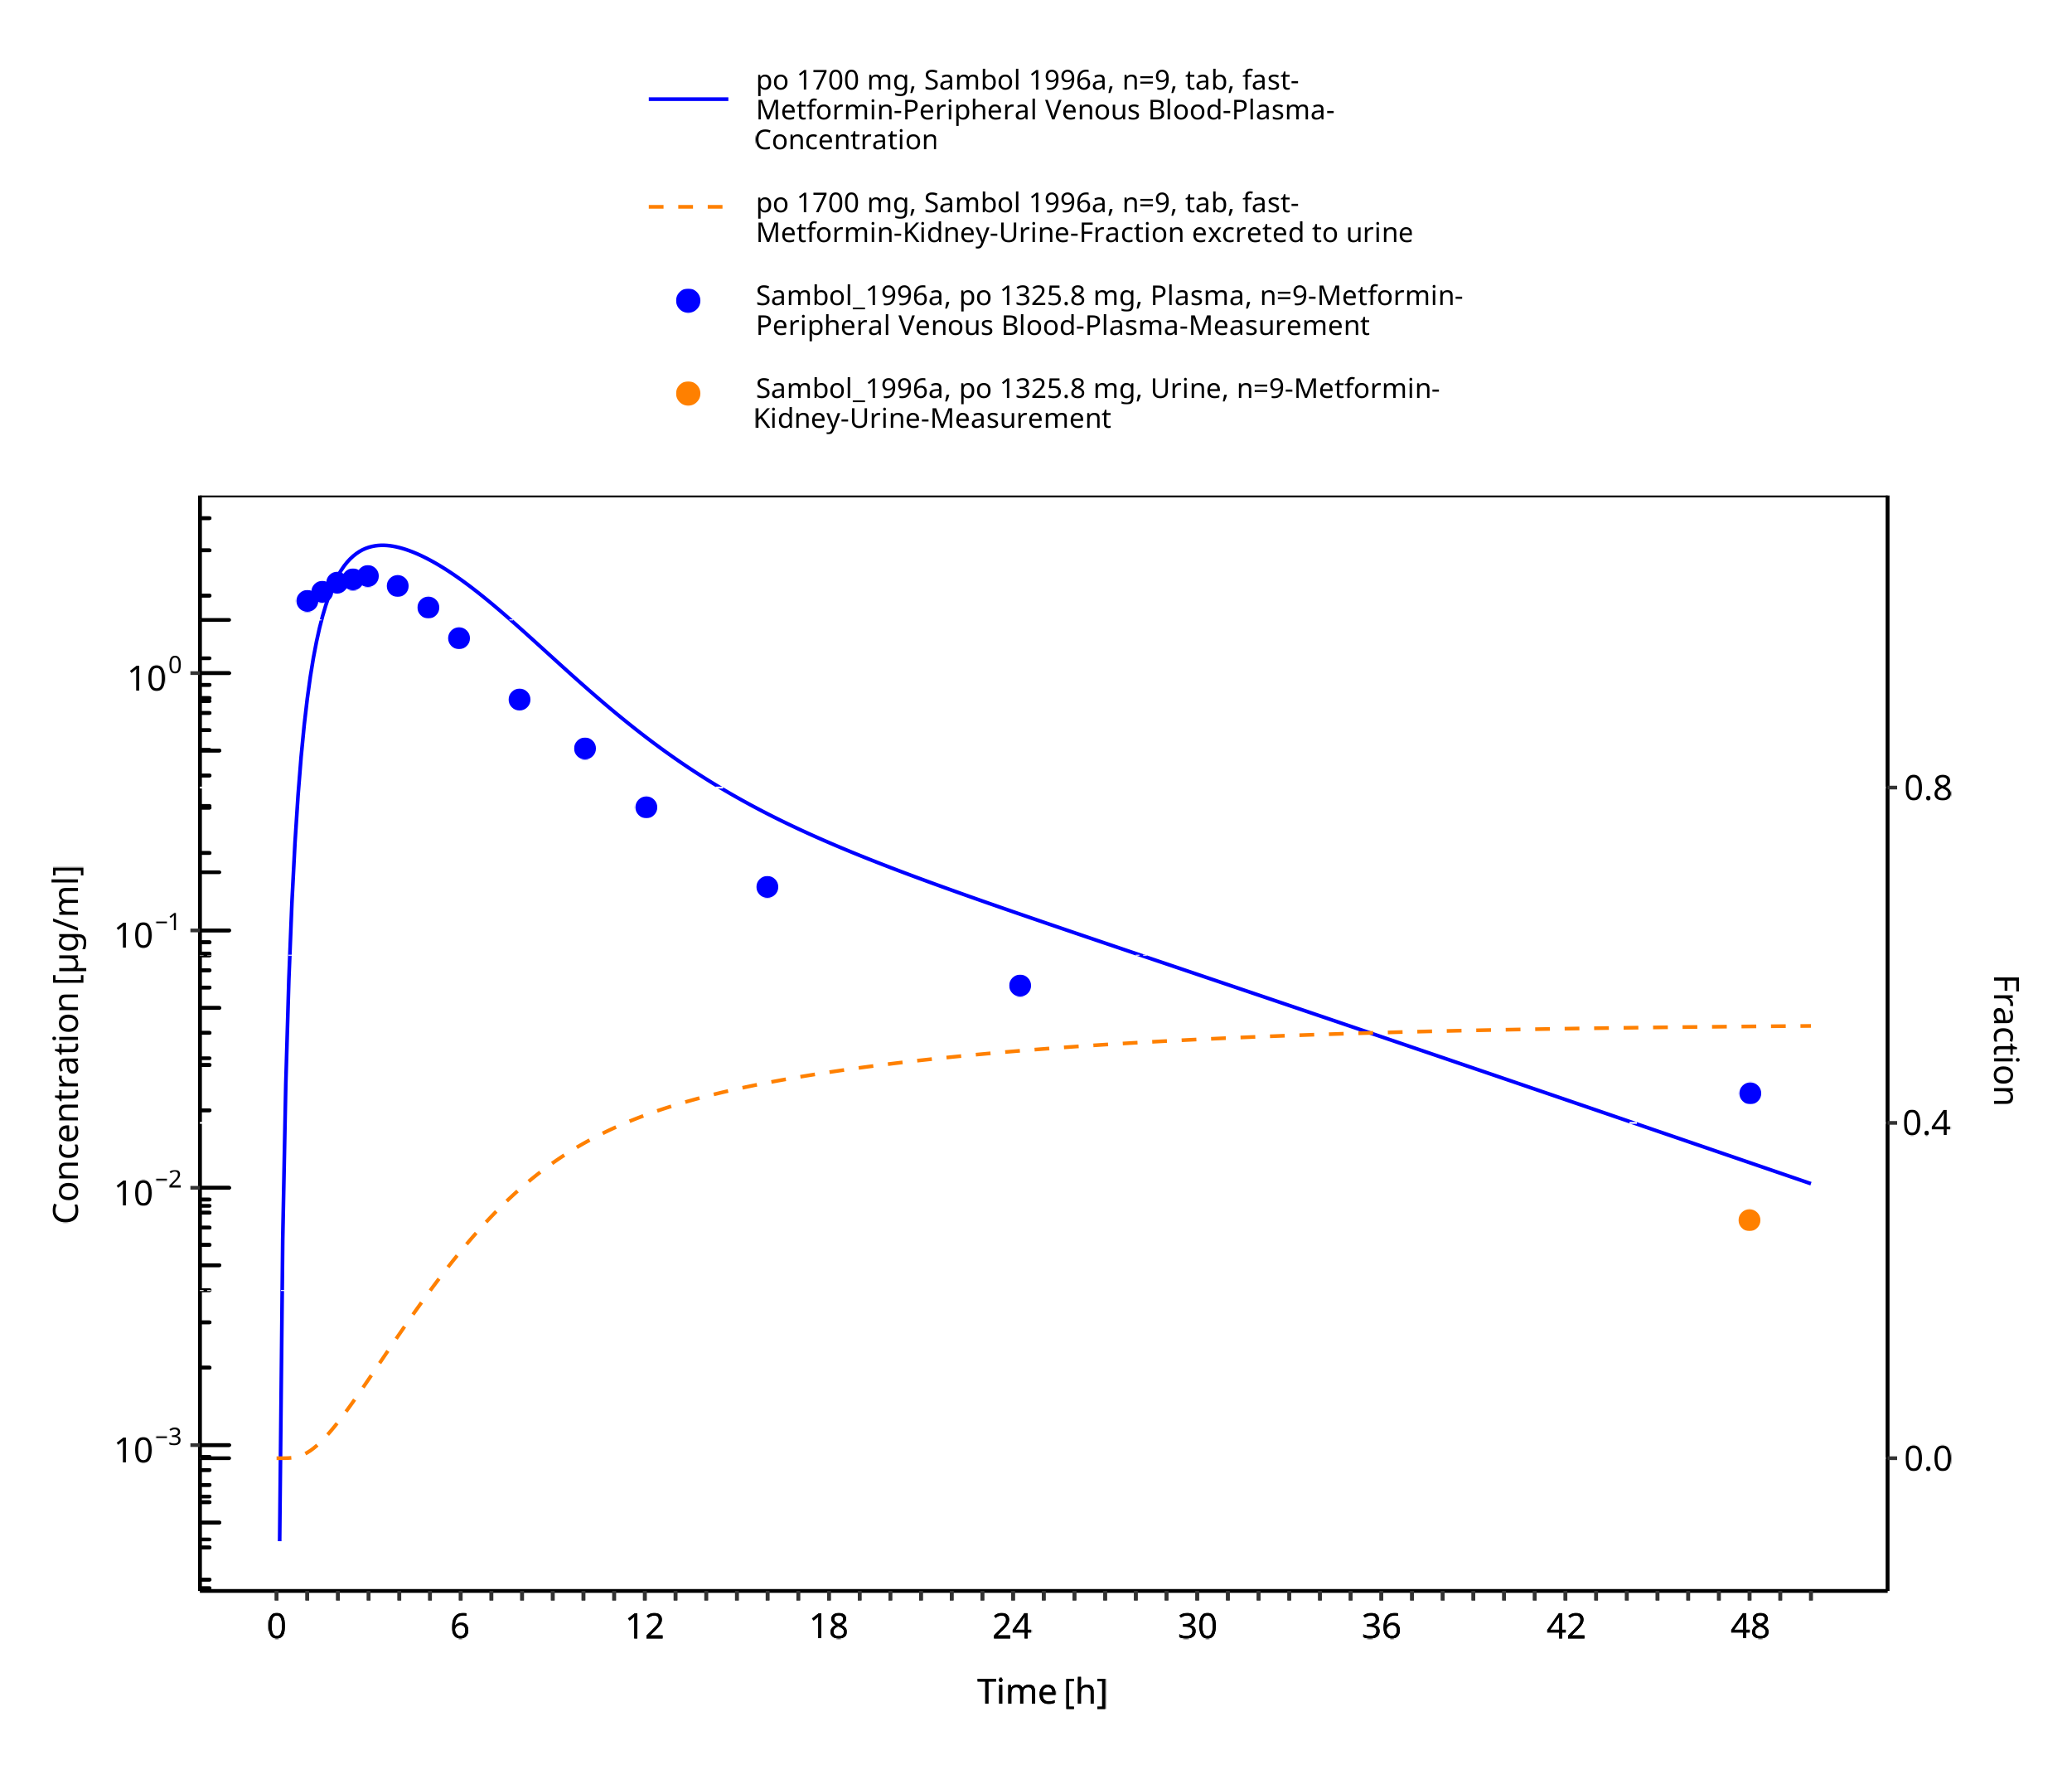 po 1700 mg, Sambol 1996a, n=9, tab, fast-
Metformin-Peripheral Venous Blood-Plasma-
Concentration
po 1700 mg, Sambol 1996a, n=9, tab, fast-
Metformin-Kidney-Urine-Fraction excreted to urine
Sambol_1996a, po 1325.8 mg, Plasma, n=9-Metformin-
Peripheral Venous Blood-Plasma-Measurement
Sambol_1996a, po 1325.8 mg, Urine, n=9-Metformin-
Kidney-Urine-Measurement
Concentration [µg/ml]
10⁰
10⁻¹
10⁻²
10⁻³
0.8
0.4
0.0
Fraction
0 6 12 18 24 30 36 42 48
Time [h]